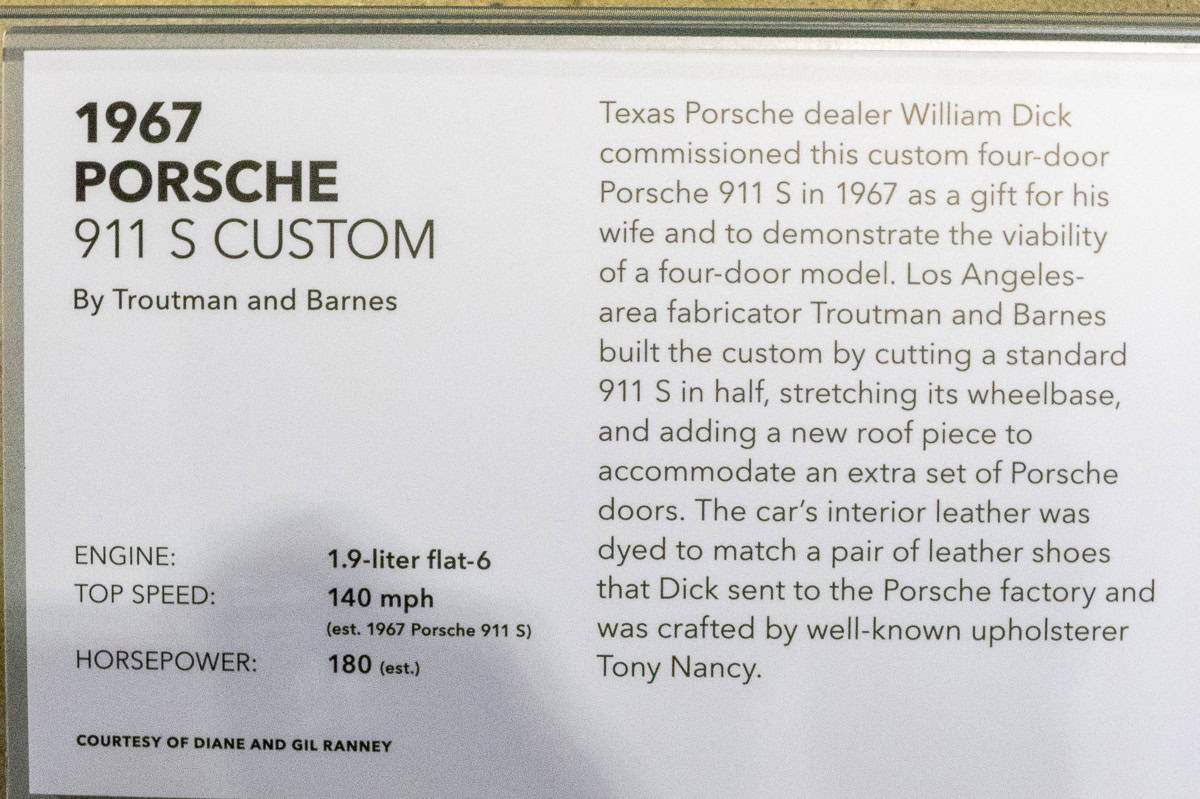 1967
PORSCHE
911 S CUSTOM
By Troutman and Barnes
ENGINE: 1.9-liter flat-6
TOP SPEED: 140 mph
(est. 1967 Porsche 911 S)
HORSEPOWER: 180 (est.)
COURTESY OF DIANE AND GIL RANNEY
Texas Porsche dealer William Dick
commissioned this custom four-door
Porsche 911 S in 1967 as a gift for his
wife and to demonstrate the viability
of a four-door model. Los Angeles-
area fabricator Troutman and Barnes
built the custom by cutting a standard
911 S in half, stretching its wheelbase,
and adding a new roof piece to
accommodate an extra set of Porsche
doors. The car’s interior leather was
dyed to match a pair of leather shoes
that Dick sent to the Porsche factory and
was crafted by well-known upholsterer
Tony Nancy.